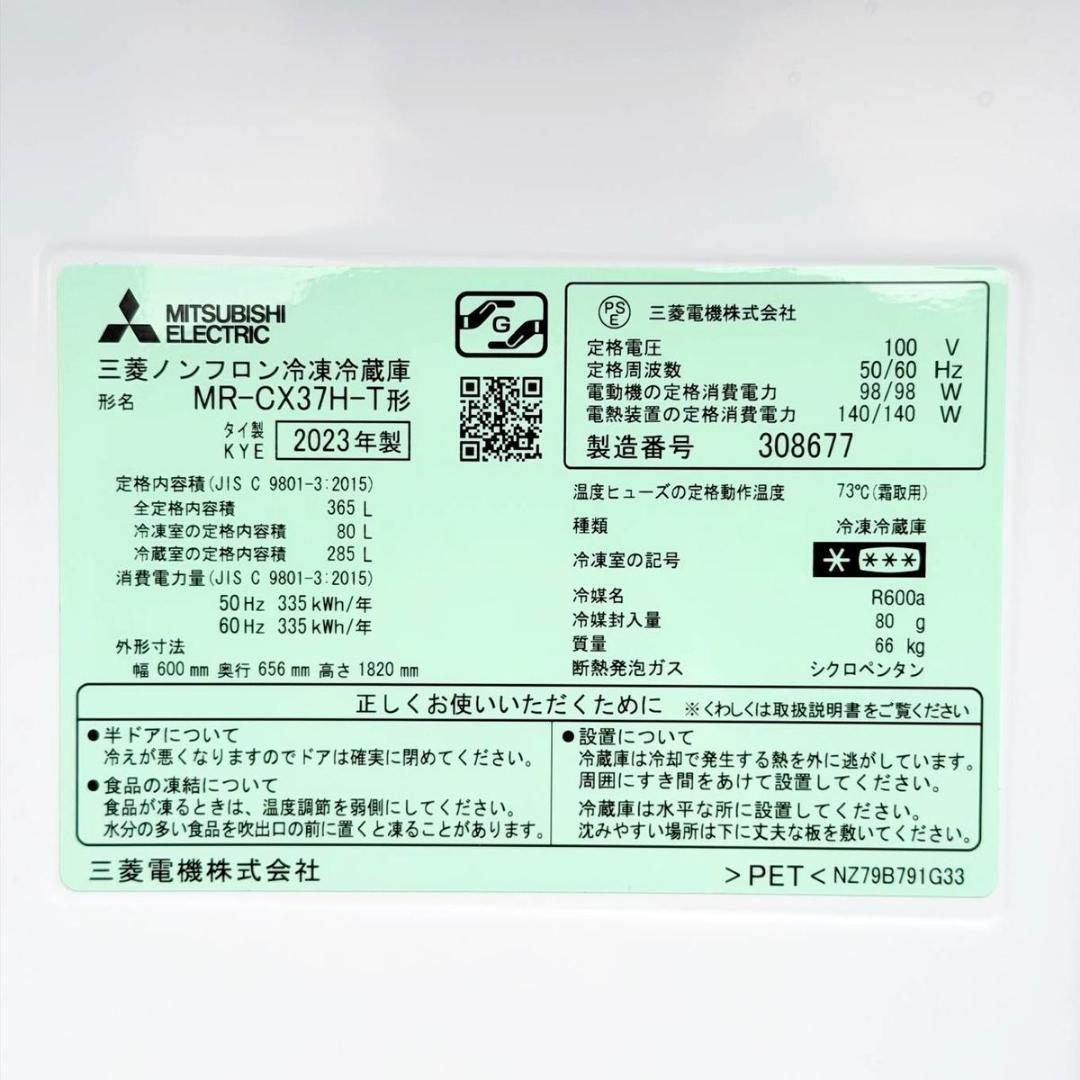 MITSUBISHI
ELECTRIC
三菱ノンフロン冷凍冷蔵庫
形名 MR-CX37H-T形
タイ製
KYE 2023年製
定格内容積(JIS C 9801-3:2015)
全定格内容積 365 L
冷凍室の定格内容積 80 L
冷蔵室の定格内容積 285 L
消費電力量(JIS C 9801-3:2015)
50Hz 335kWh/年
60Hz 335kWh/年
外形寸法
幅 600mm 奥行 656mm 高さ 1820mm
G
PSE 三菱電機株式会社
定格電圧 100 V
定格周波数 50/60 Hz
電動機の定格消費電力 98/98 W
電熱装置の定格消費電力 140/140 W
製造番号 308677
温度ヒューズの定格動作温度 73℃(霜取用)
種類 冷凍冷蔵庫
冷凍室の記号 * ***
冷媒名 R600a
冷媒封入量 80 g
質量 66 kg
断熱発泡ガス シクロペンタン
正しくお使いいただくために ※くわしくは取扱説明書をご覧ください
●半ドアについて
冷えが悪くなりますのでドアは確実に閉めてください。
●食品の凍結について
食品が凍るときは、温度調節を弱側にしてください。
水分の多い食品を吹出口の前に置くと凍ることがあります。
●設置について
冷蔵庫は冷却で発生する熱を外に逃がしています。
周囲にすき間をあけて設置してください。
冷蔵庫は水平な所に設置してください。
沈みやすい場所は下に丈夫な板を敷いてください。
三菱電機株式会社
>PET< NZ79B791G33